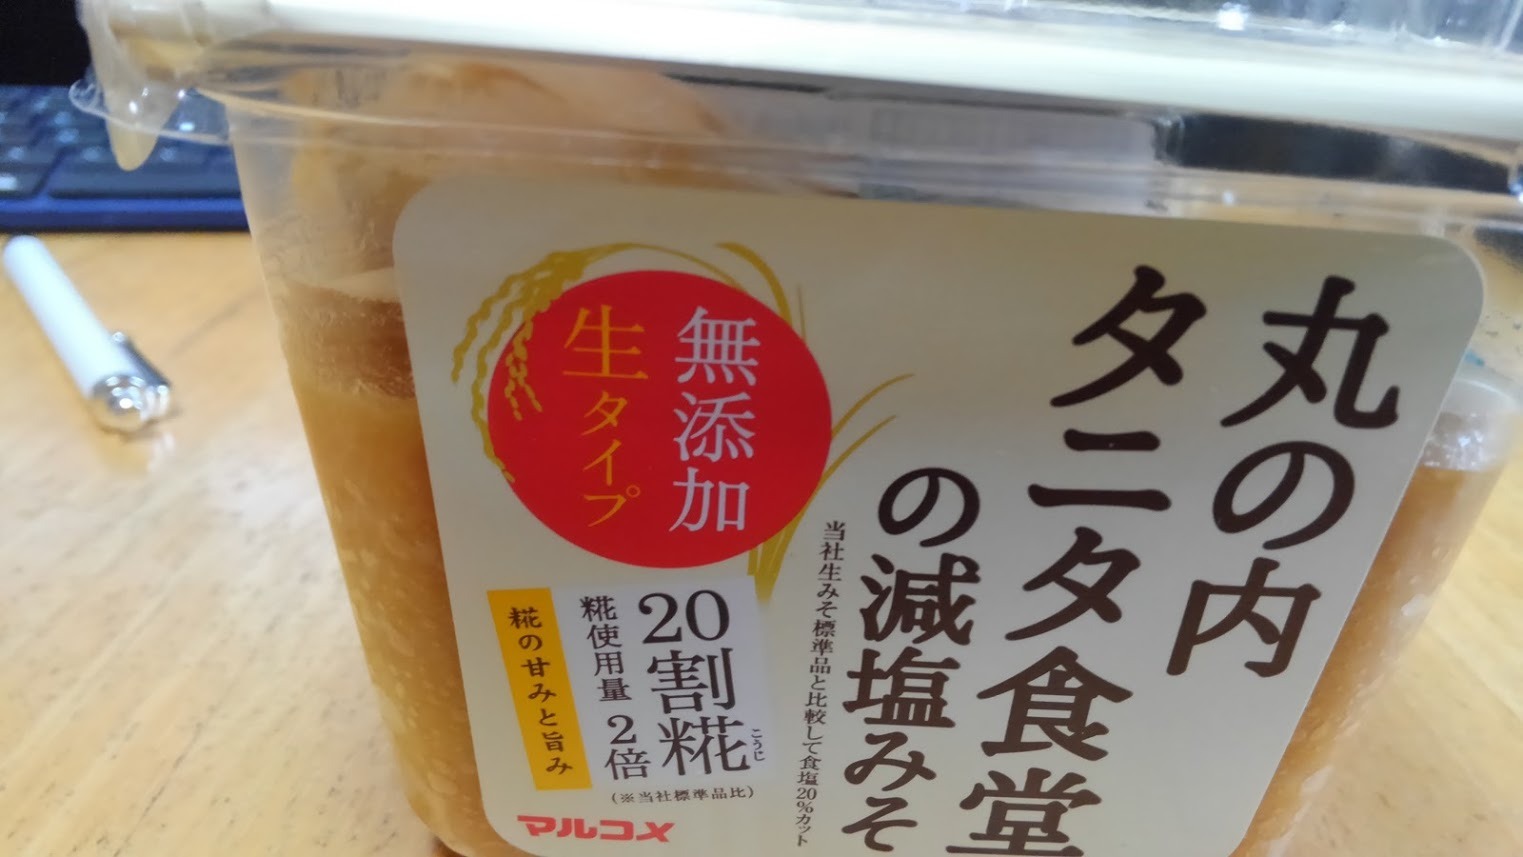 丸の内
タニタ食堂
の減塩みそ
当社生みそ標準品と比較して食塩20%カット
無添加
生タイプ
20割糀
こうじ
糀使用量2倍
(※当社標準品比)
糀の甘みと旨み
マルコメ